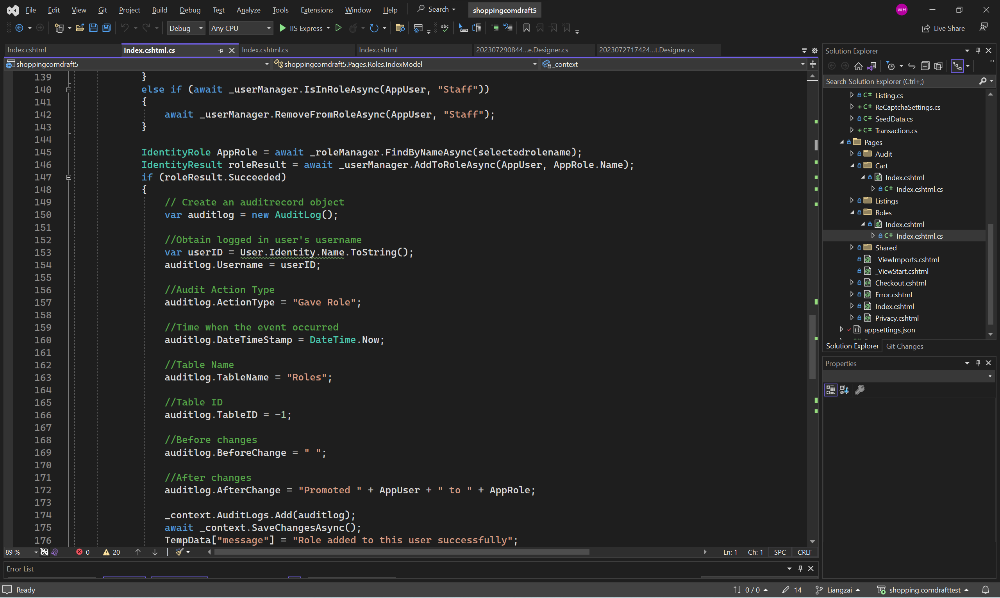 File Edit View Git Project Build Debug Test Analyze Tools Extensions Window Help Search shoppingcomdraft5 WH
Debug Any CPU IIS Express Live Share
Index.cshtml Index.cshtml.cs Index.cshtml.cs Index.cshtml 202307290844...e.Designer.cs 2023072717424...t.Designer.cs
shoppingcomdraft5 shoppingcomdraft5.Pages.Roles.IndexModel _context
139 }
140 else if (await _userManager.IsInRoleAsync(AppUser, "Staff"))
141 {
142 await _userManager.RemoveFromRoleAsync(AppUser, "Staff");
143 }
144
145 IdentityRole AppRole = await _roleManager.FindByNameAsync(selectedrolename);
146 IdentityResult roleResult = await _userManager.AddToRoleAsync(AppUser, AppRole.Name);
147 if (roleResult.Succeeded)
148 {
149 // Create an auditrecord object
150 var auditlog = new AuditLog();
151
152 //Obtain logged in user's username
153 var userID = User.Identity.Name.ToString();
154 auditlog.Username = userID;
155
156 //Audit Action Type
157 auditlog.ActionType = "Gave Role";
158
159 //Time when the event occurred
160 auditlog.DateTimeStamp = DateTime.Now;
161
162 //Table Name
163 auditlog.TableName = "Roles";
164
165 //Table ID
166 auditlog.TableID = -1;
167
168 //Before changes
169 auditlog.BeforeChange = " ";
170
171 //After changes
172 auditlog.AfterChange = "Promoted " + AppUser + " to " + AppRole;
173
174 _context.AuditLogs.Add(auditlog);
175 await _context.SaveChangesAsync();
176 TempData["message"] = "Role added to this user successfully";
89 % 0 20 Ln: 1 Ch: 1 SPC CRLF
Error List
Solution Explorer
Search Solution Explorer (Ctrl+;)
C# Listing.cs
C# ReCaptchaSettings.cs
C# SeedData.cs
C# Transaction.cs
Pages
Audit
Cart
Index.cshtml
C# Index.cshtml.cs
Listings
Roles
Index.cshtml
C# Index.cshtml.cs
Shared
_ViewImports.cshtml
_ViewStart.cshtml
Checkout.cshtml
Error.cshtml
Index.cshtml
Privacy.cshtml
appsettings.json
Solution Explorer Git Changes
Properties
Ready 0 / 0 14 Liangzai shopping.comdrafttest